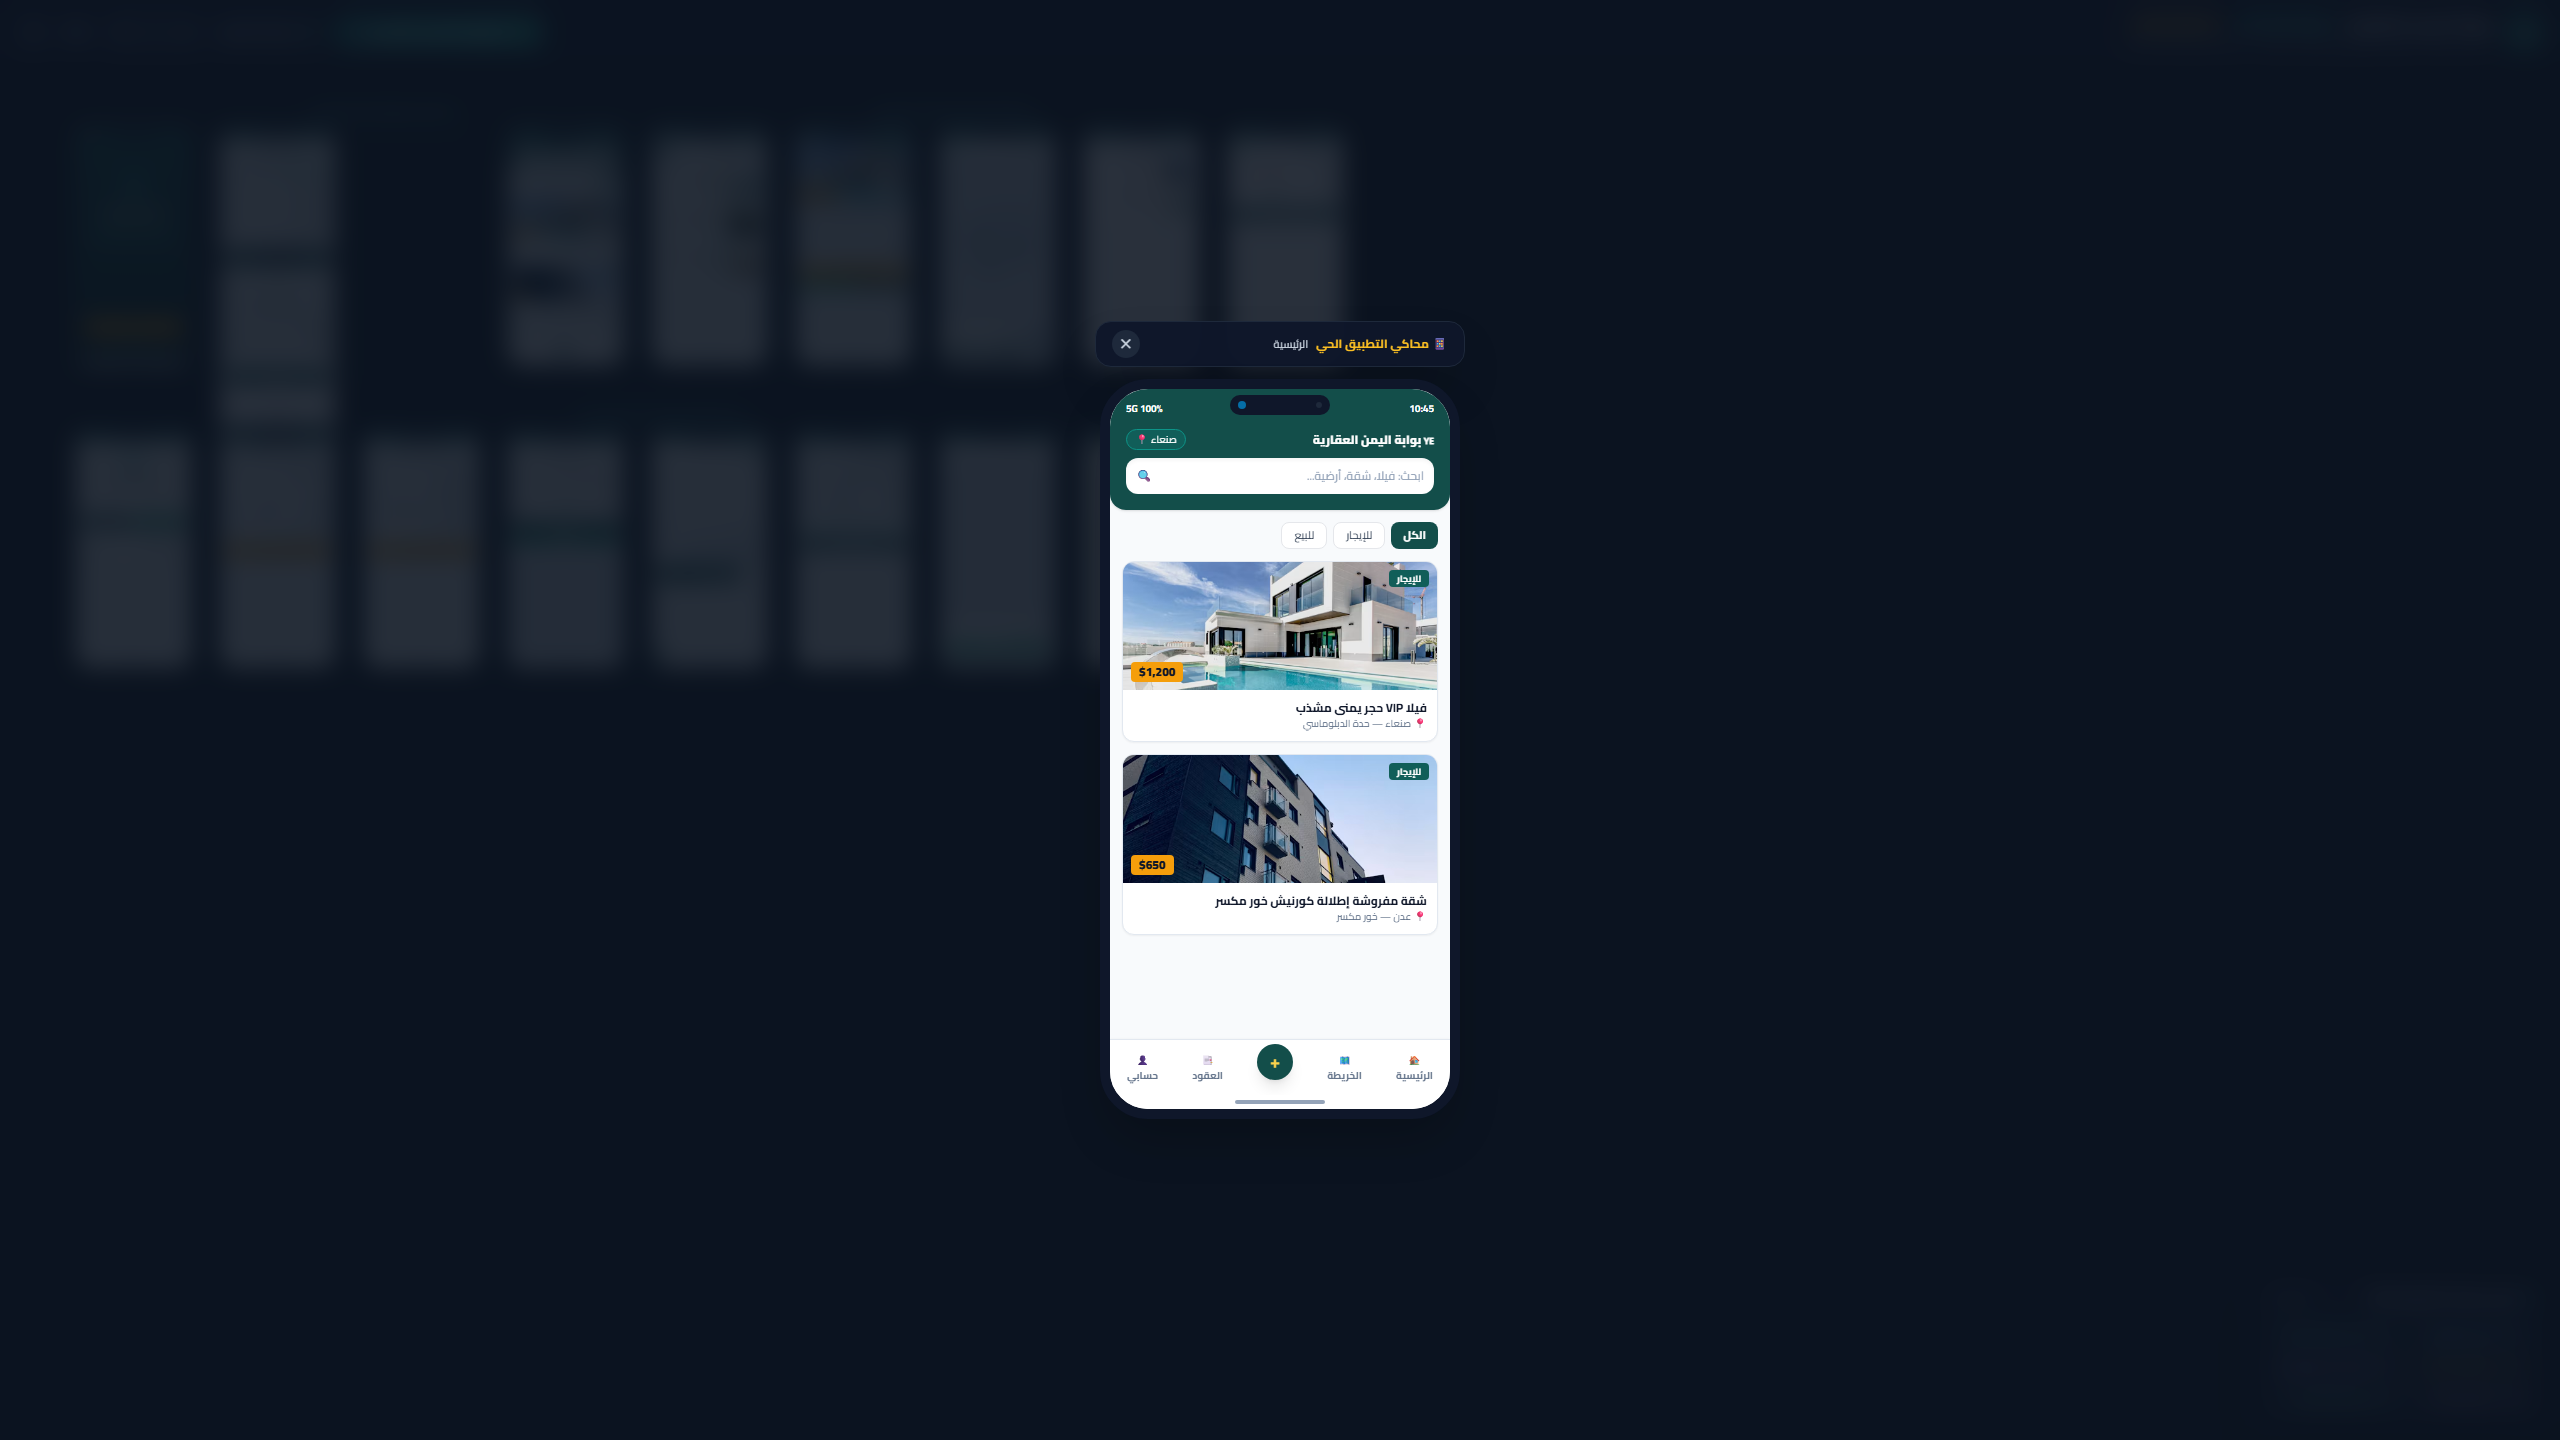 محاكي التطبيق الحي الرئيسية
10:45
5G 100%
YE بوابة اليمن العقارية
صنعاء
ابحث: فيلا، شقة، أرضية...
الكل
للإيجار
للبيع
للإيجار
$1,200
فيلا VIP حجر يمني مشذب
صنعاء — حدة الدبلوماسي
للإيجار
$650
شقة مفروشة إطلالة كورنيش خور مكسر
عدن — خور مكسر
الرئيسية
الخريطة
+
العقود
حسابي